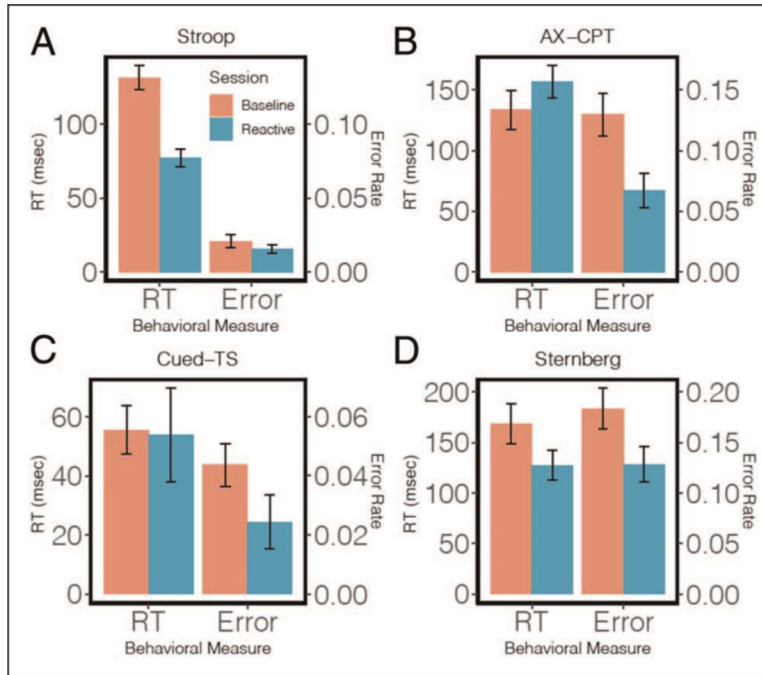 A
Stroop
RT (msec)
100
50
0
Session
Baseline
Reactive
0.10
0.05
0.00
Error Rate
RT Error
Behavioral Measure
B
AX-CPT
RT (msec)
150
100
50
0
0.15
0.10
0.05
0.00
Error Rate
RT Error
Behavioral Measure
C
Cued-TS
RT (msec)
60
40
20
0
0.06
0.04
0.02
0.00
Error Rate
RT Error
Behavioral Measure
D
Sternberg
RT (msec)
200
150
100
50
0
0.20
0.15
0.10
0.05
0.00
Error Rate
RT Error
Behavioral Measure